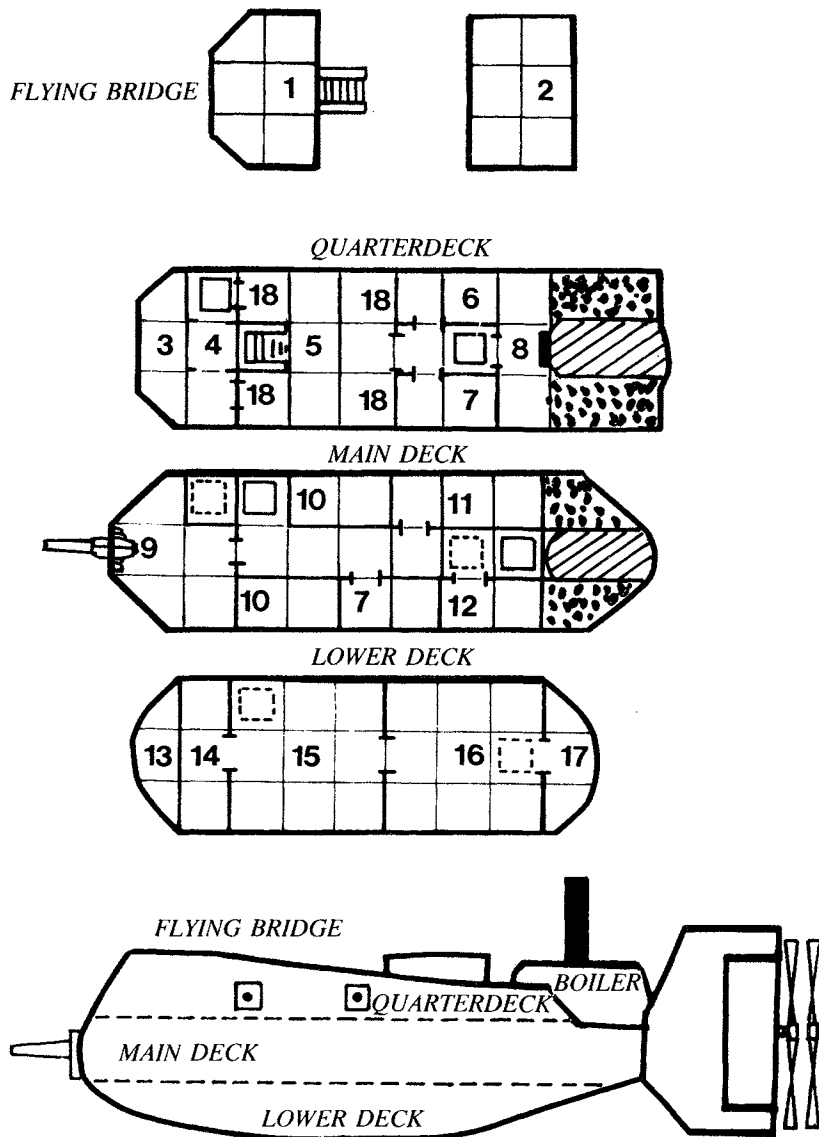 FLYING BRIDGE
1
2
QUARTERDECK
18 18 6
3 4 5 8
18 18 7
MAIN DECK
10 11
9
10 7 12
LOWER DECK
13 14 15 16 17
FLYING BRIDGE
BOILER
QUARTERDECK
MAIN DECK
LOWER DECK